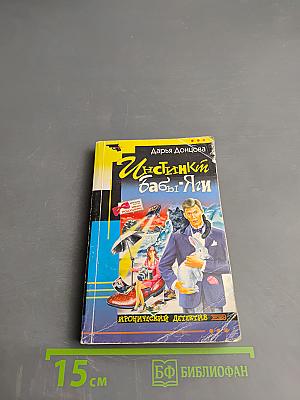 Дарья Донцова
Инстинкт
Бабы-Яги
ИРОНИЧЕСКИЙ ДЕТЕКТИВ
15 см
БФ
БИБЛИОФАН